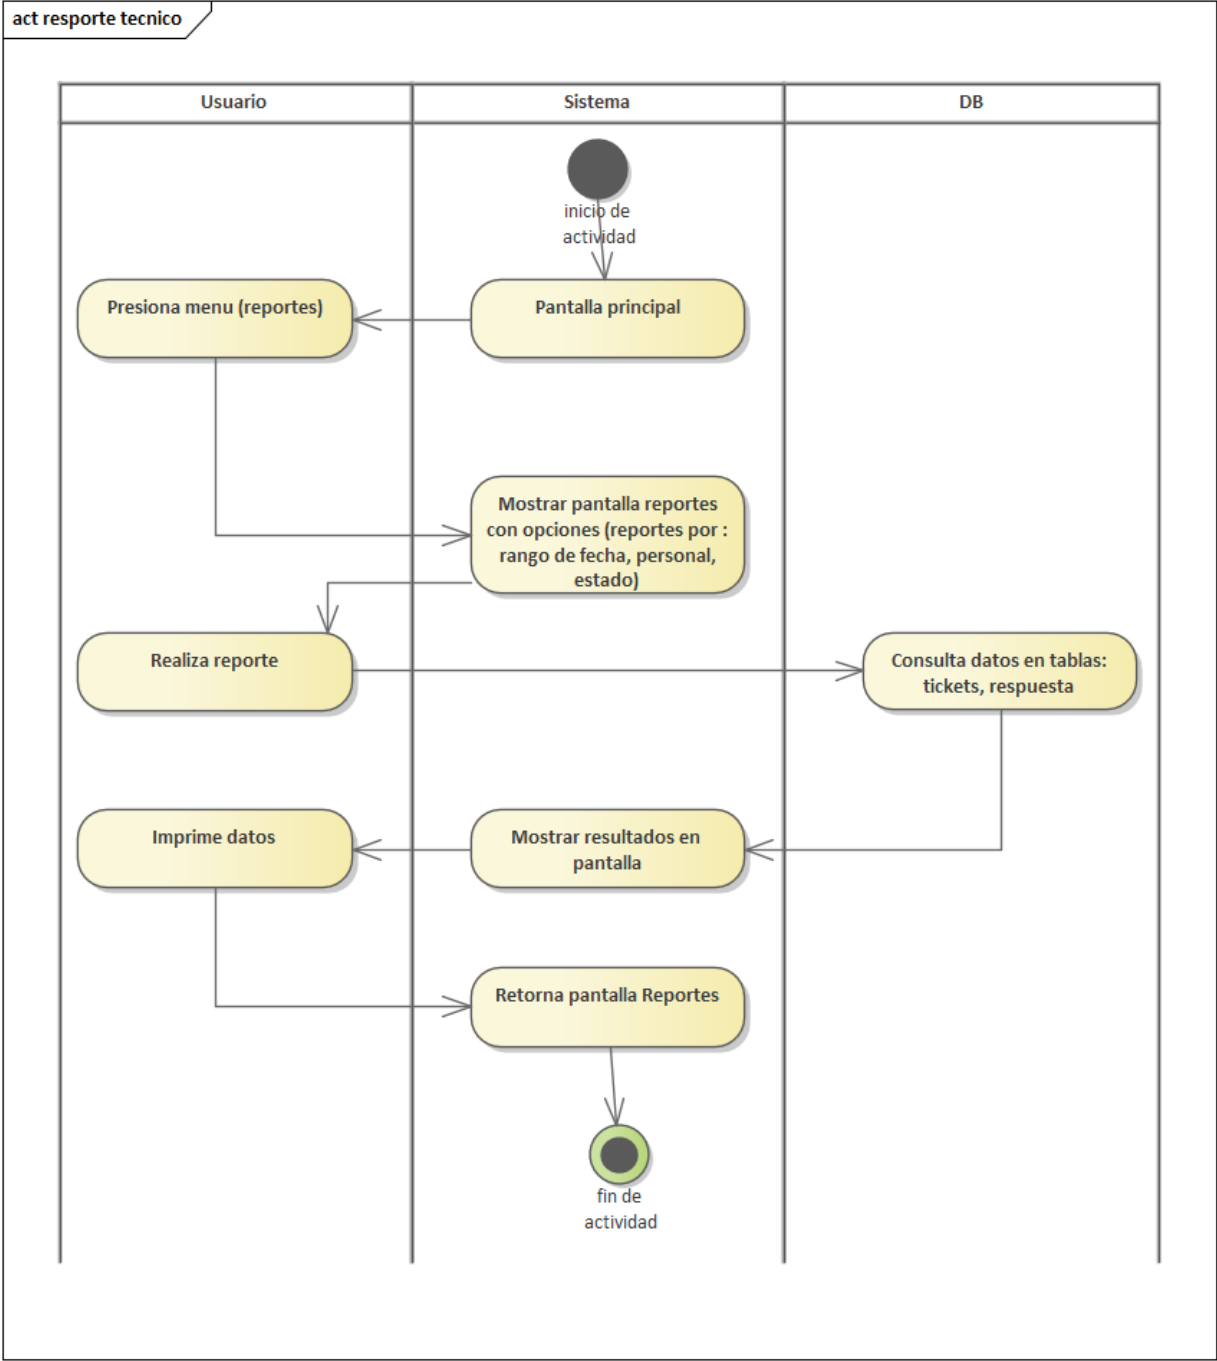 act resporte tecnico
Usuario
Sistema
DB
inicio de
actividad
Presiona menu (reportes)
Pantalla principal
Mostrar pantalla reportes
con opciones (reportes por :
rango de fecha, personal,
estado)
Realiza reporte
Consulta datos en tablas:
tickets, respuesta
Imprime datos
Mostrar resultados en
pantalla
Retorna pantalla Reportes
fin de
actividad